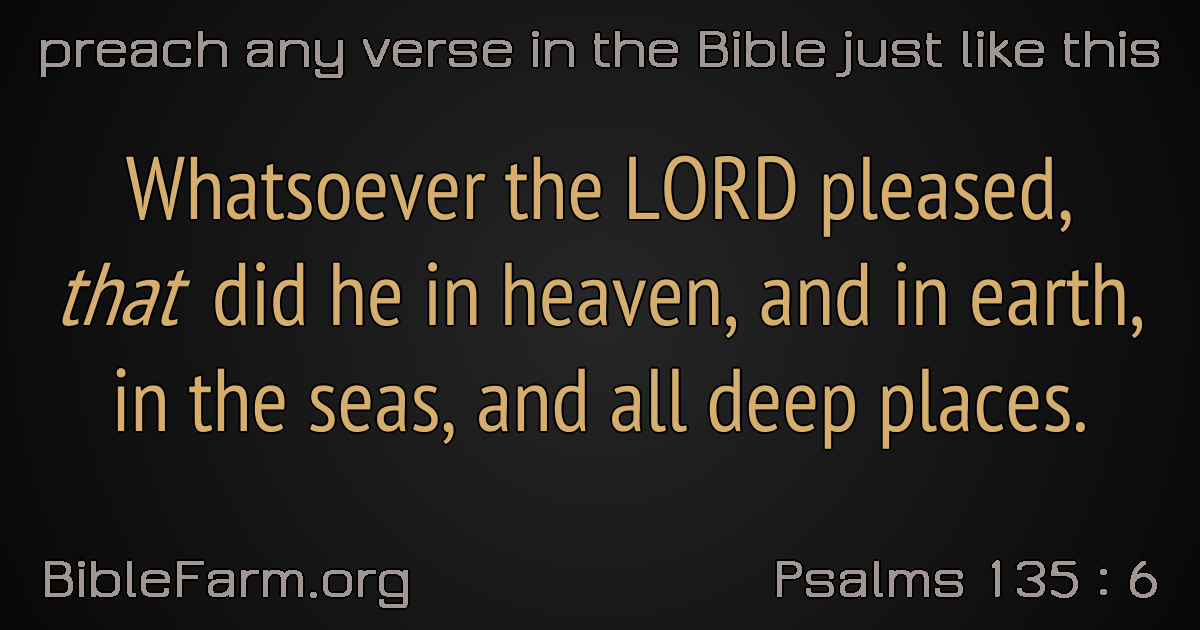 preach any verse in the Bible just like this
Whatsoever the LORD pleased,
that did he in heaven, and in earth,
in the seas, and all deep places.
BibleFarm.org
Psalms 135 : 6